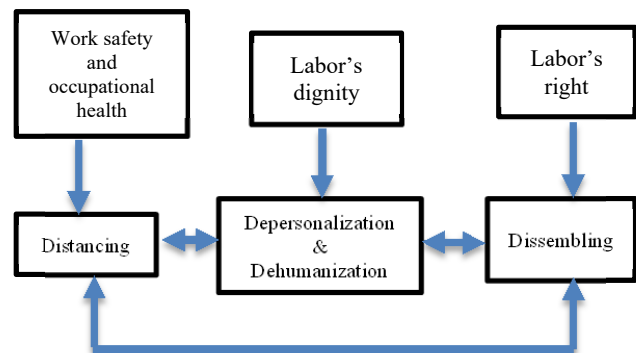 Work safety
and
occupational
health
Labor’s
dignity
Labor’s
right
Distancing
Depersonalization
&
Dehumanization
Dissembling